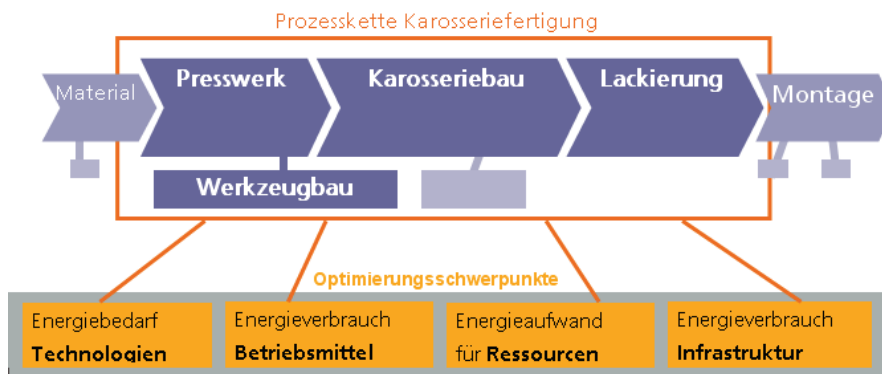 Prozesskette Karosseriefertigung
Material
Presswerk
Karosseriebau
Lackierung
Montage
Werkzeugbau
Optimierungsschwerpunkte
Energiebedarf
Technologien
Energieverbrauch
Betriebsmittel
Energieaufwand
für Ressourcen
Energieverbrauch
Infrastruktur